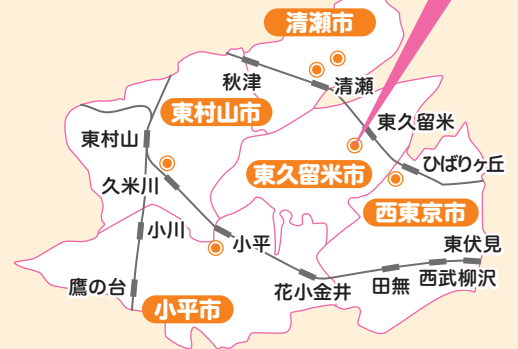 清瀬市
秋津
清瀬
東村山市
東久留米
東村山
ひばりヶ丘
東久留米市
久米川
西東京市
小川
小平
東伏見
西武柳沢
田無
花小金井
鷹の台
小平市